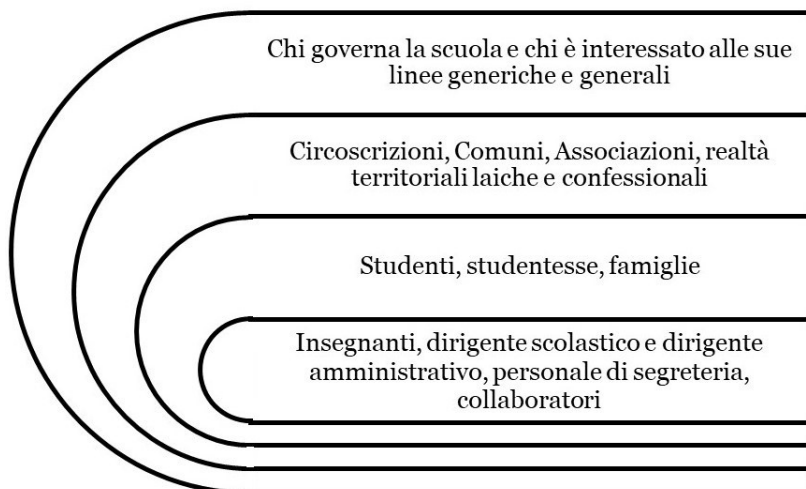 Chi governa la scuola e chi è interessato alle sue
linee generiche e generali
Circoscrizioni, Comuni, Associazioni, realtà
territoriali laiche e confessionali
Studenti, studentesse, famiglie
Insegnanti, dirigente scolastico e dirigente
amministrativo, personale di segreteria,
collaboratori